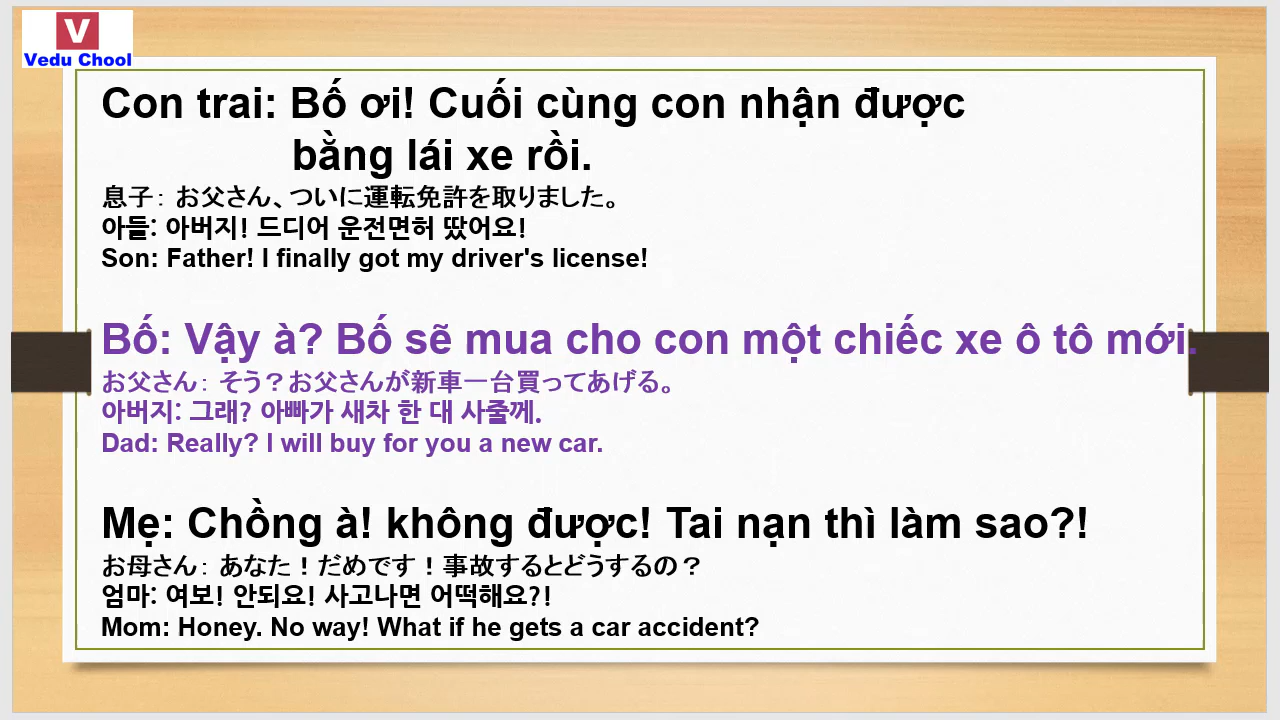 V
Vedu Chool
Con trai: Bố ơi! Cuối cùng con nhận được
bằng lái xe rồi.
息子： お父さん、ついに運転免許を取りました。
아들: 아버지! 드디어 운전면허 땄어요!
Son: Father! I finally got my driver's license!
Bố: Vậy à? Bố sẽ mua cho con một chiếc xe ô tô mới.
お父さん： そう？お父さんが新車一台買ってあげる。
아버지: 그래? 아빠가 새차 한 대 사줄께.
Dad: Really? I will buy for you a new car.
Mẹ: Chồng à! không được! Tai nạn thì làm sao?!
お母さん： あなた！だめです！事故するとどうするの？
엄마: 여보! 안되요! 사고나면 어떡해요?!
Mom: Honey. No way! What if he gets a car accident?